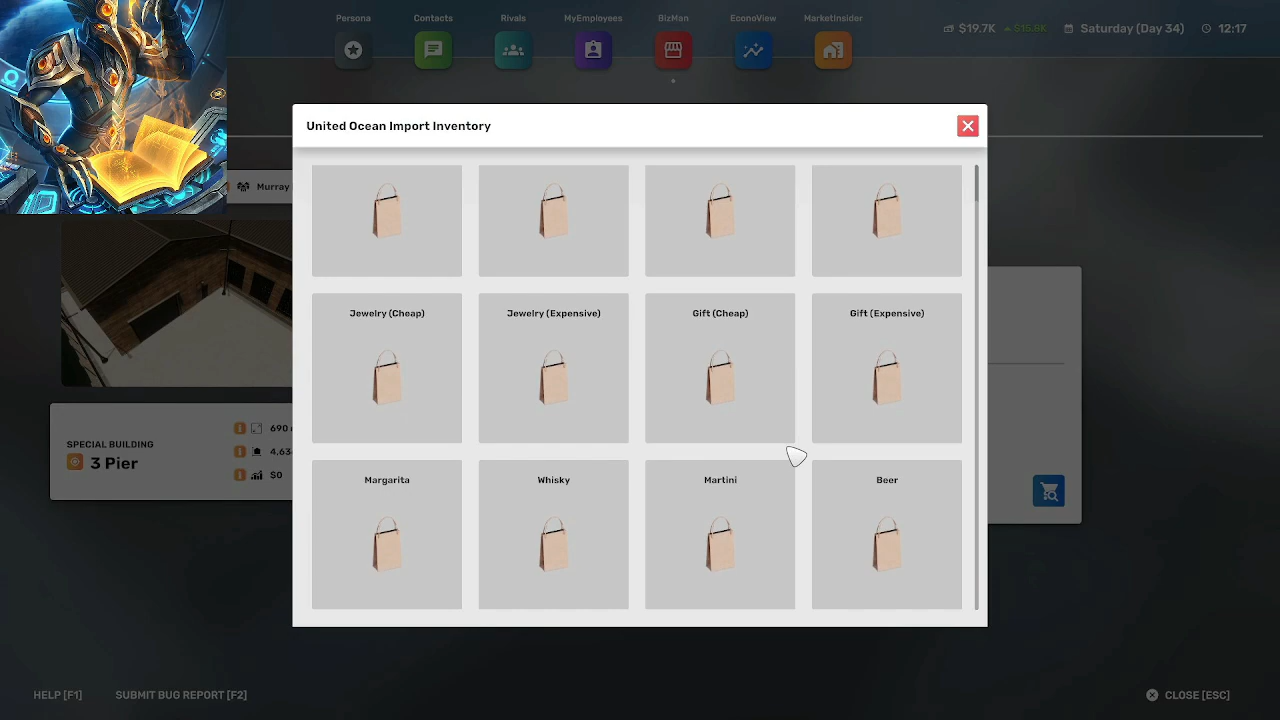 Persona
Contacts
Rivals
MyEmployees
BizMan
EconoView
MarketInsider
$19.7K
Saturday (Day 34)
12:17
United Ocean Import Inventory
Murray
Jewelry (Cheap)
Jewelry (Expensive)
Gift (Cheap)
Gift (Expensive)
SPECIAL BUILDING
3 Pier
690
4,63
$0
Margarita
Whisky
Martini
Beer
HELP [F1]
SUBMIT BUG REPORT [F2]
CLOSE [ESC]